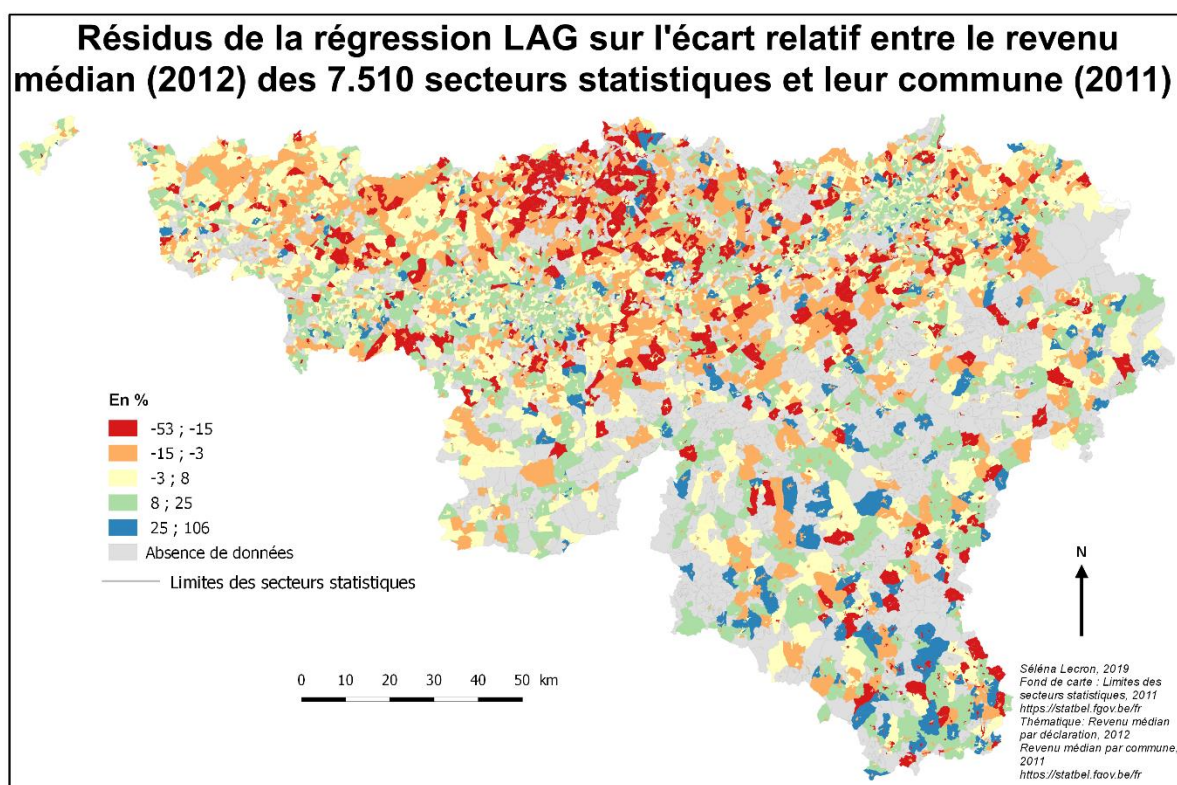 Résidus de la régression LAG sur l'écart relatif entre le revenu
médian (2012) des 7.510 secteurs statistiques et leur commune (2011)
En %
-53 ; -15
-15 ; -3
-3 ; 8
8 ; 25
25 ; 106
Absence de données
Limites des secteurs statistiques
0 10 20 30 40 50 km
N
Séléna Lecron, 2019
Fond de carte : Limites des
secteurs statistiques, 2011
https://statbel.fgov.be/fr
Thématique: Revenu médian
par déclaration, 2012
Revenu médian par commune,
2011
https://statbel.fgov.be/fr